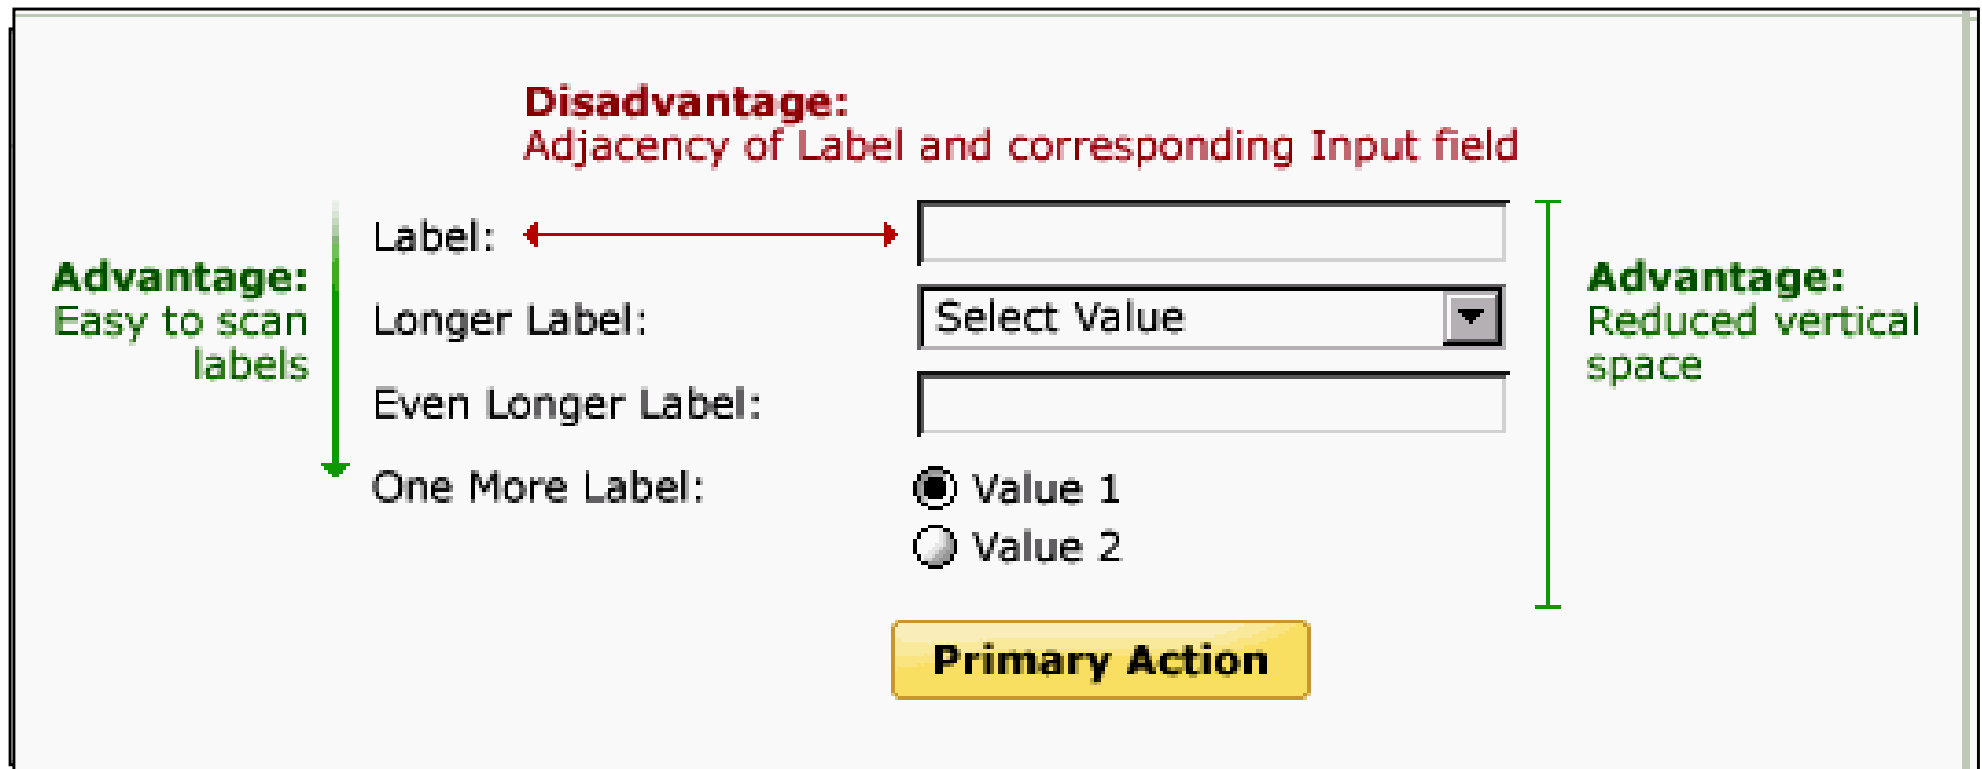 Disadvantage:
Adjacency of Label and corresponding Input field
Advantage:
Easy to scan
labels
Label:
Longer Label:
Select Value
Even Longer Label:
One More Label:
Value 1
Value 2
Advantage:
Reduced vertical
space
Primary Action